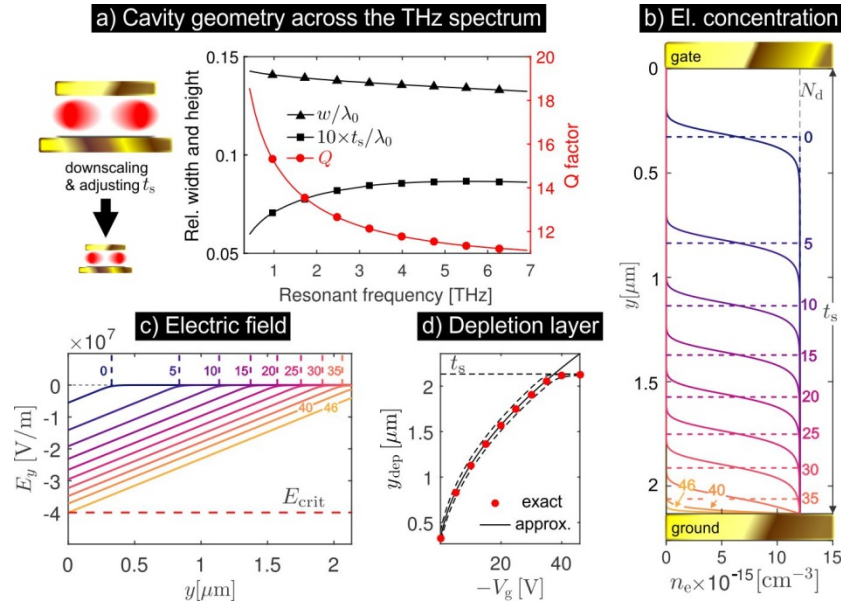 a) Cavity geometry across the THz spectrum
downscaling
& adjusting t_s
Rel. width and height
0.15
0.1
0.05
w/λ₀
10×t_s/λ₀
Q
20
18
16
14
12
Q factor
1 2 3 4 5 6 7
Resonant frequency [THz]
b) El. concentration
gate
N_d
0
0.5
1
1.5
2
y[μm]
0
5
10
15
20
25
30
35
46
40
t_s
ground
0 5 10 15
n_e×10^-15[cm^-3]
c) Electric field
×10^7
0 5 10 15 20 25 30 35
0
-1
-2
-3
-4
E_y [V/m]
40 46
E_crit
0 0.5 1 1.5 2
y[μm]
d) Depletion layer
t_s
2
1.5
1
0.5
y_dep [μm]
exact
approx.
0 20 40
−V_g [V]